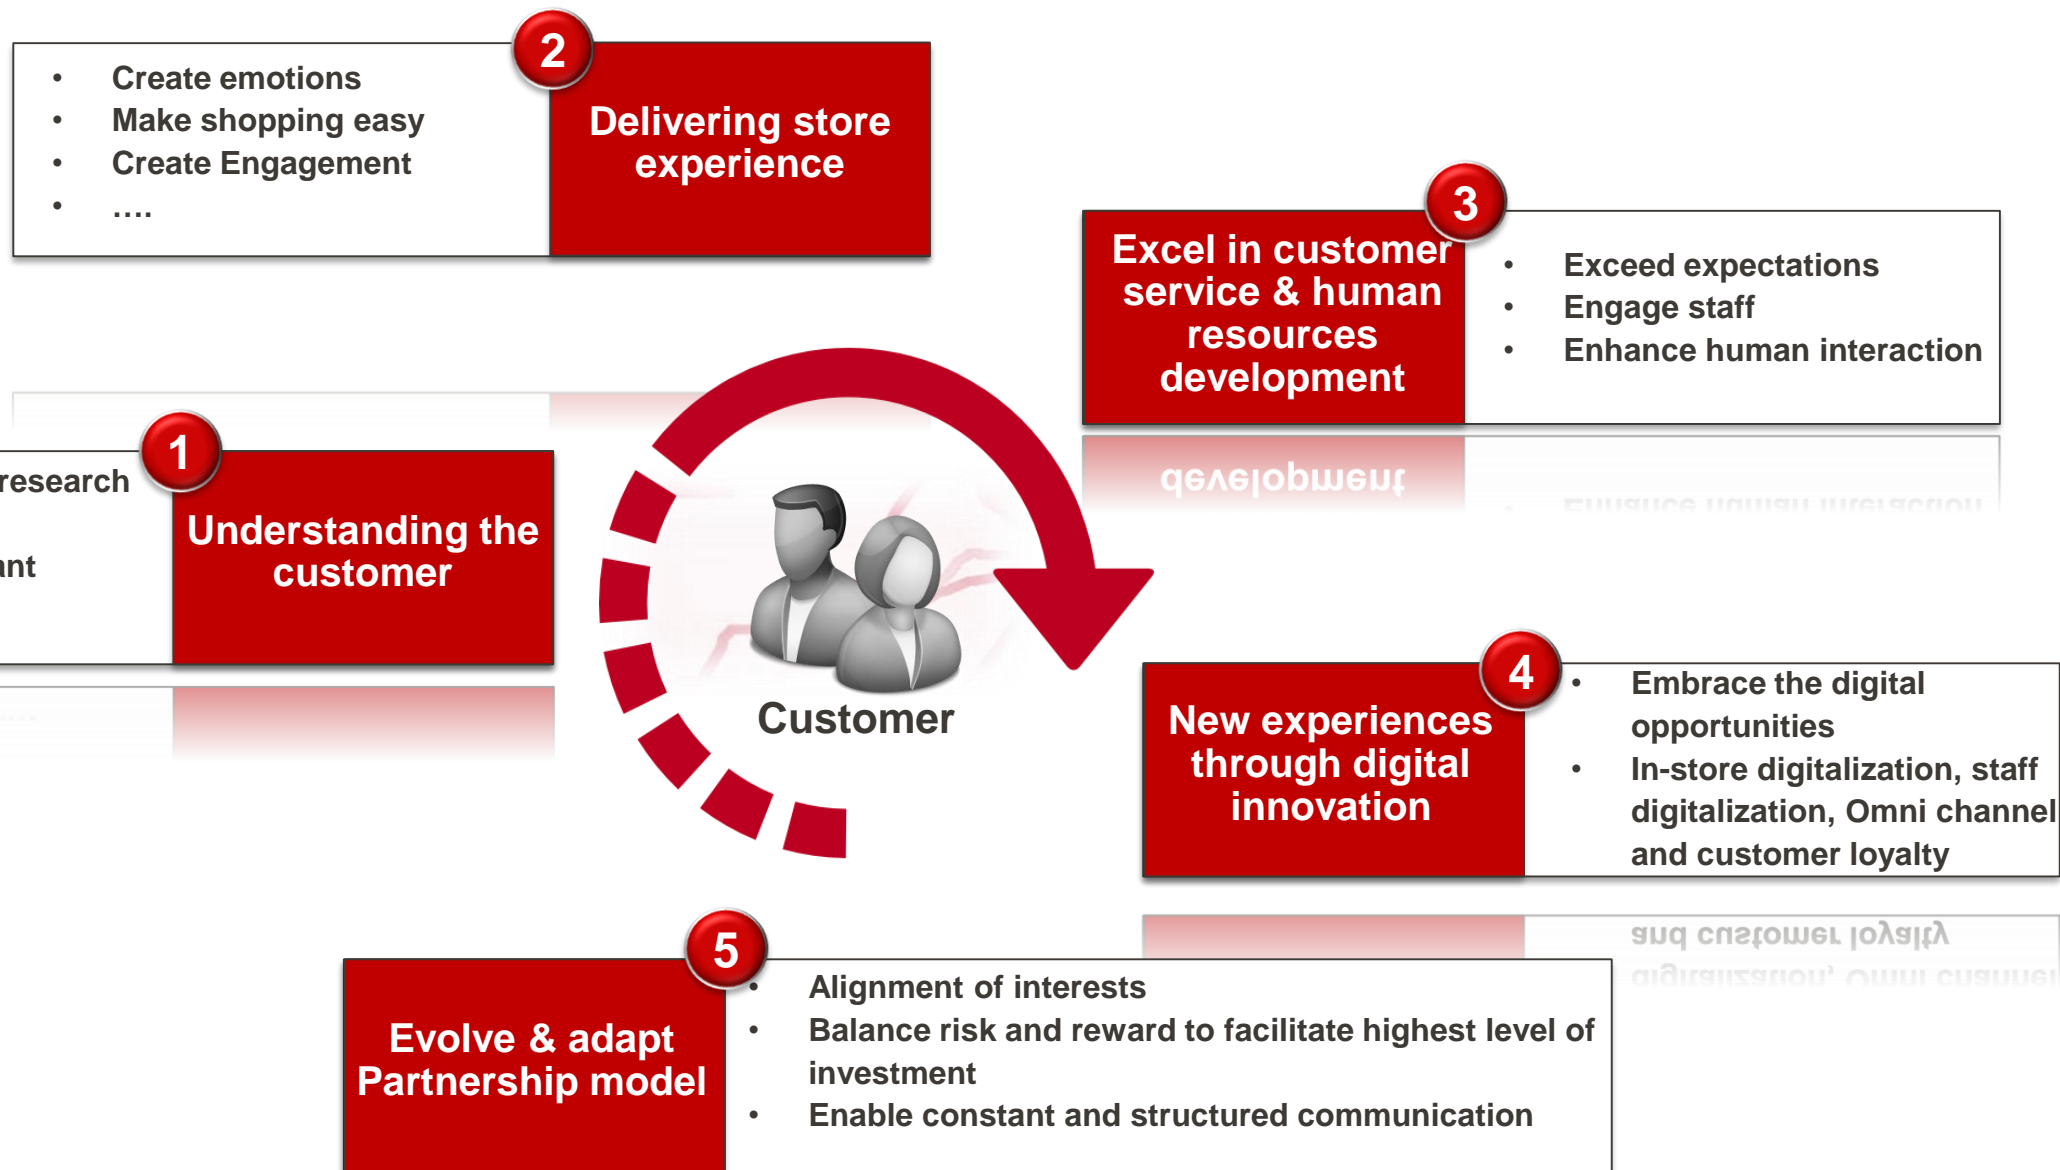 1
research
Understanding the
customer
2
• Create emotions
• Make shopping easy
• Create Engagement
• ….
Delivering store
experience
3
Excel in customer
service & human
resources
development
• Exceed expectations
• Engage staff
• Enhance human interaction
4
New experiences
through digital
innovation
• Embrace the digital
opportunities
• In-store digitalization, staff
digitalization, Omni channel
and customer loyalty
5
Evolve & adapt
Partnership model
• Alignment of interests
• Balance risk and reward to facilitate highest level of
investment
• Enable constant and structured communication
Customer